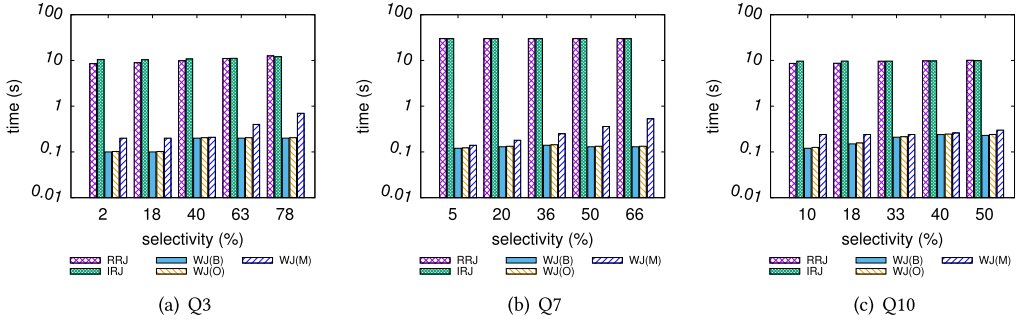 100
10
1
0.1
0.01
time (s)
2 18 40 63 78
selectivity (%)
RRJ WJ(B) WJ(M)
IRJ WJ(O)
(a) Q3
100
10
1
0.1
0.01
time (s)
5 20 36 50 66
selectivity (%)
RRJ WJ(B) WJ(M)
IRJ WJ(O)
(b) Q7
100
10
1
0.1
0.01
time (s)
10 18 33 40 50
selectivity (%)
RRJ WJ(B) WJ(M)
IRJ WJ(O)
(c) Q10